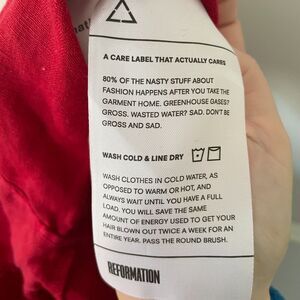 A CARE LABEL THAT ACTUALLY CARES
80% OF THE NASTY STUFF ABOUT
FASHION HAPPENS AFTER YOU TAKE THE
GARMENT HOME. GREENHOUSE GASES?
GROSS. WASTED WATER? SAD. DON'T BE
GROSS AND SAD.
WASH COLD & LINE DRY
WASH CLOTHES IN COLD WATER, AS
OPPOSED TO WARM OR HOT, AND
ALWAYS WAIT UNTIL YOU HAVE A FULL
LOAD. YOU WILL SAVE THE SAME
AMOUNT OF ENERGY USED TO GET YOUR
HAIR BLOWN OUT TWICE A WEEK FOR AN
ENTIRE YEAR. PASS THE ROUND BRUSH.
REFORMATION